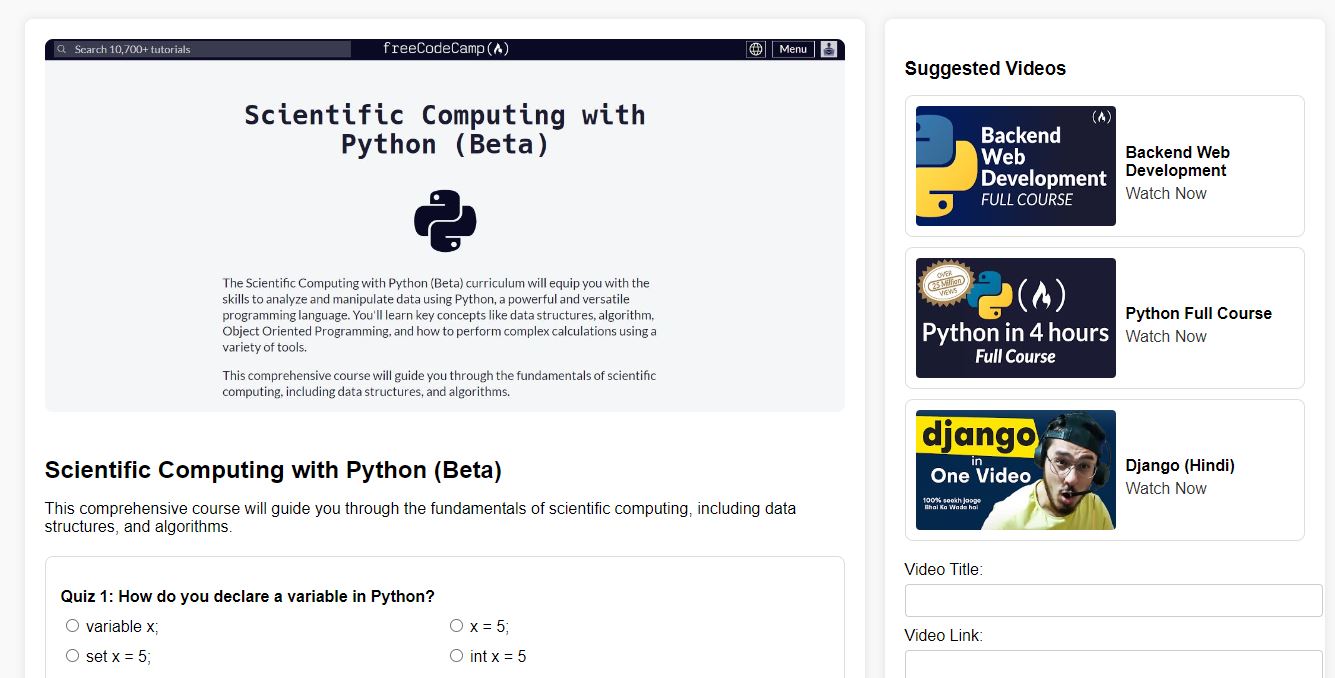 Search 10,700+ tutorials
freeCodeCamp
Menu
Scientific Computing with
Python (Beta)
The Scientific Computing with Python (Beta) curriculum will equip you with the
skills to analyze and manipulate data using Python, a powerful and versatile
programming language. You'll learn key concepts like data structures, algorithm,
Object Oriented Programming, and how to perform complex calculations using a
variety of tools.
This comprehensive course will guide you through the fundamentals of scientific
computing, including data structures, and algorithms.
Scientific Computing with Python (Beta)
This comprehensive course will guide you through the fundamentals of scientific computing, including data
structures, and algorithms.
Quiz 1: How do you declare a variable in Python?
variable x;
x = 5;
set x = 5;
int x = 5
Suggested Videos
Backend
Web
Development
FULL COURSE
Backend Web
Development
Watch Now
OVER
25 Million
VIEWS
Python in 4 hours
Full Course
Python Full Course
Watch Now
django
in
One Video
100% seekh jaoge
Bhai Ka Wada hai
Django (Hindi)
Watch Now
Video Title:
Video Link: